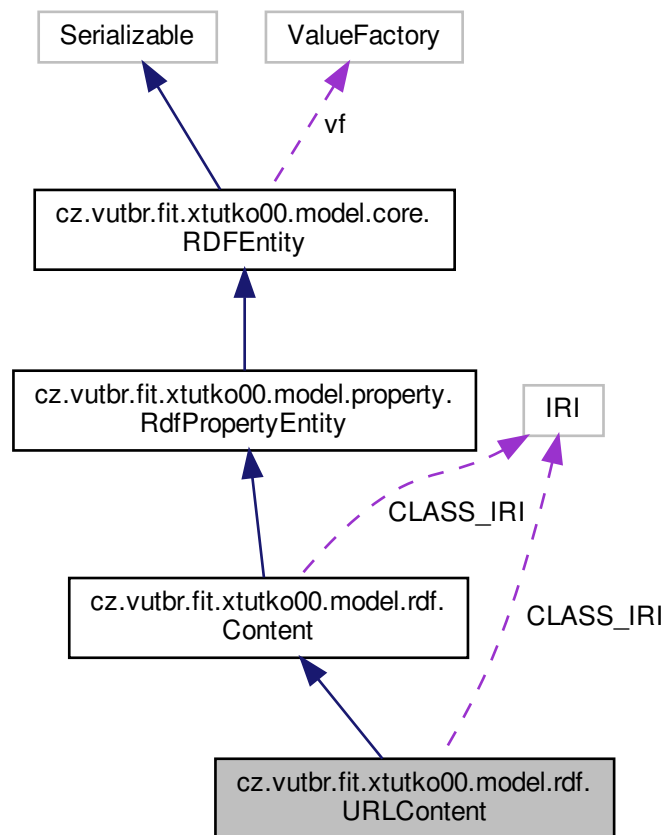 Serializable
ValueFactory
vf
cz.vutbr.fit.xtutko00.model.core.
RDFEntity
cz.vutbr.fit.xtutko00.model.property.
RdfPropertyEntity
IRI
CLASS_IRI
cz.vutbr.fit.xtutko00.model.rdf.
Content
CLASS_IRI
cz.vutbr.fit.xtutko00.model.rdf.
URLContent